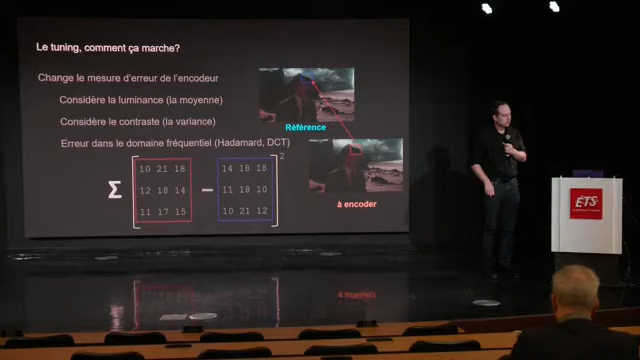 Le tuning, comment ça marche?
Change le mesure d'erreur de l'encodeur
Considère la luminance (la moyenne)
Considère le contraste (la variance)
Erreur dans le domaine fréquentiel (Hadamard, DCT)
Référence
à encoder
Σ [ 10 21 18 − 14 18 18 ] 2
12 18 14 11 18 10
11 17 15 10 21 12
ÉTS